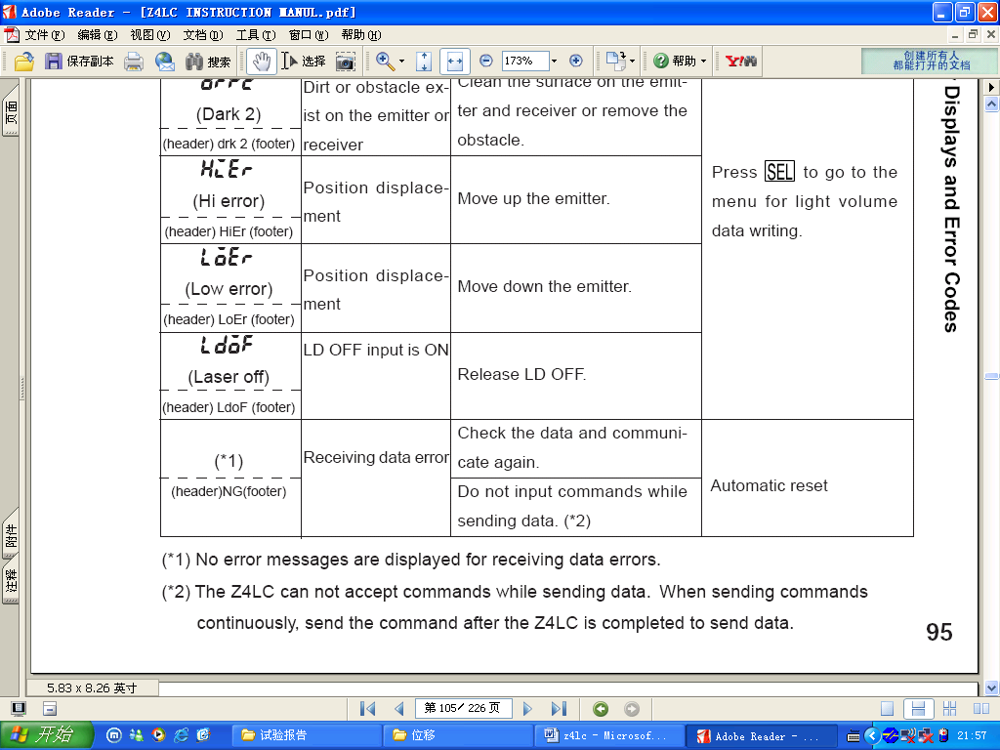 Adobe Reader - [Z4LC INSTRUCTION MANUL.pdf]
文件(F) 编辑(E) 视图(V) 文档(D) 工具(T) 窗口(W) 帮助(H)
保存副本 搜索 选择 173% 帮助 Y! 创建所有人
都能打开的文档
页面
附件
注释
drk2
(Dark 2)
(header) drk 2 (footer)
Dirt or obstacle ex-
ist on the emitter or
receiver
Clean the surface on the emit-
ter and receiver or remove the
obstacle.
HiEr
(Hi error)
(header) HiEr (footer)
Position displace-
ment
Move up the emitter.
LoEr
(Low error)
(header) LoEr (footer)
Position displace-
ment
Move down the emitter.
LdoF
(Laser off)
(header) LdoF (footer)
LD OFF input is ON
Release LD OFF.
Press SEL to go to the
menu for light volume
data writing.
(*1)
(header)NG(footer)
Receiving data error
Check the data and communi-
cate again.
Do not input commands while
sending data. (*2)
Automatic reset
Displays and Error Codes
(*1) No error messages are displayed for receiving data errors.
(*2) The Z4LC can not accept commands while sending data. When sending commands
continuously, send the command after the Z4LC is completed to send data.
95
5.83 x 8.26 英寸
第 105/ 226 页
开始 试验报告 位移 z4lc - Microsof... Adobe Reader - ... 21:57